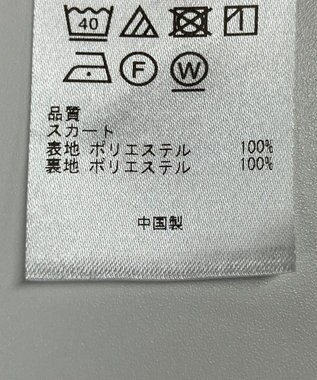 40
F W
品質
スカート
表地 ポリエステル 100%
裏地 ポリエステル 100%
中国製